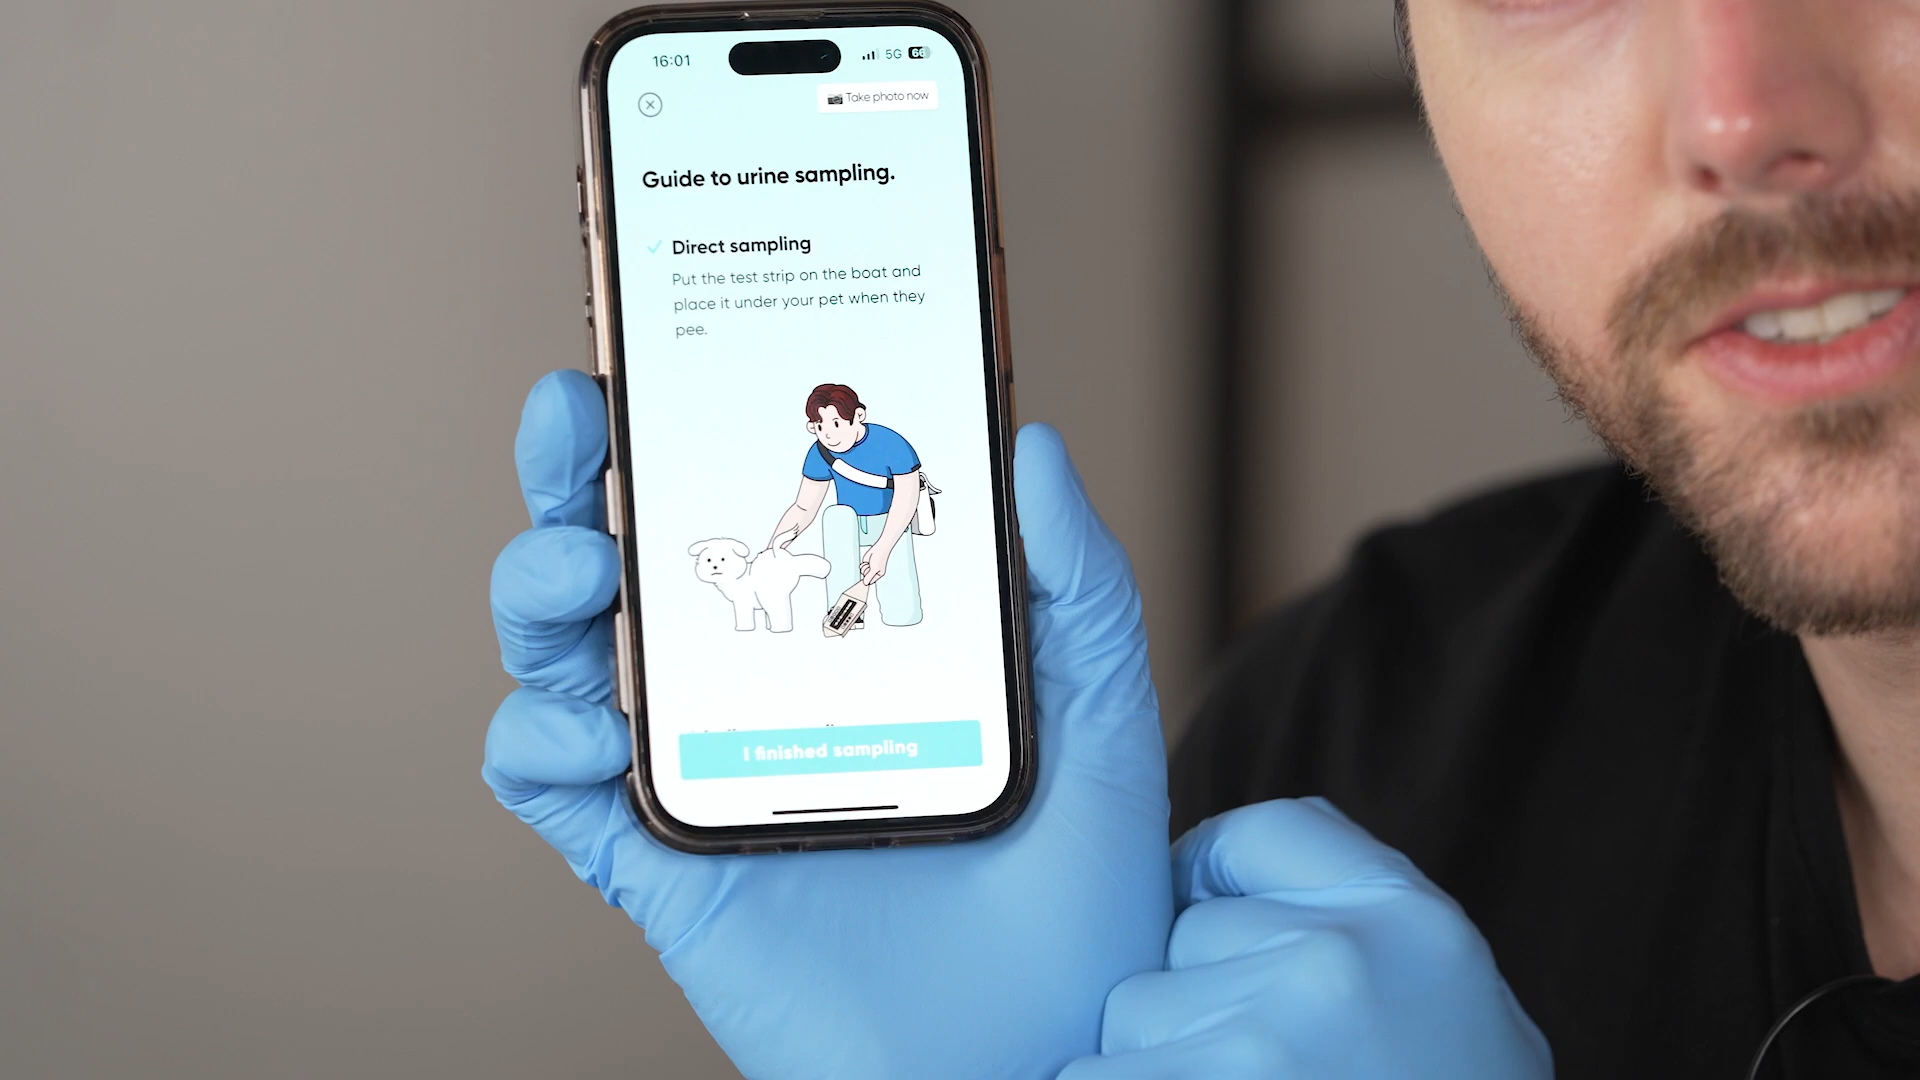 16:01
5G 66
Take photo now
Guide to urine sampling.
Direct sampling
Put the test strip on the boat and
place it under your pet when they
pee.
I finished sampling